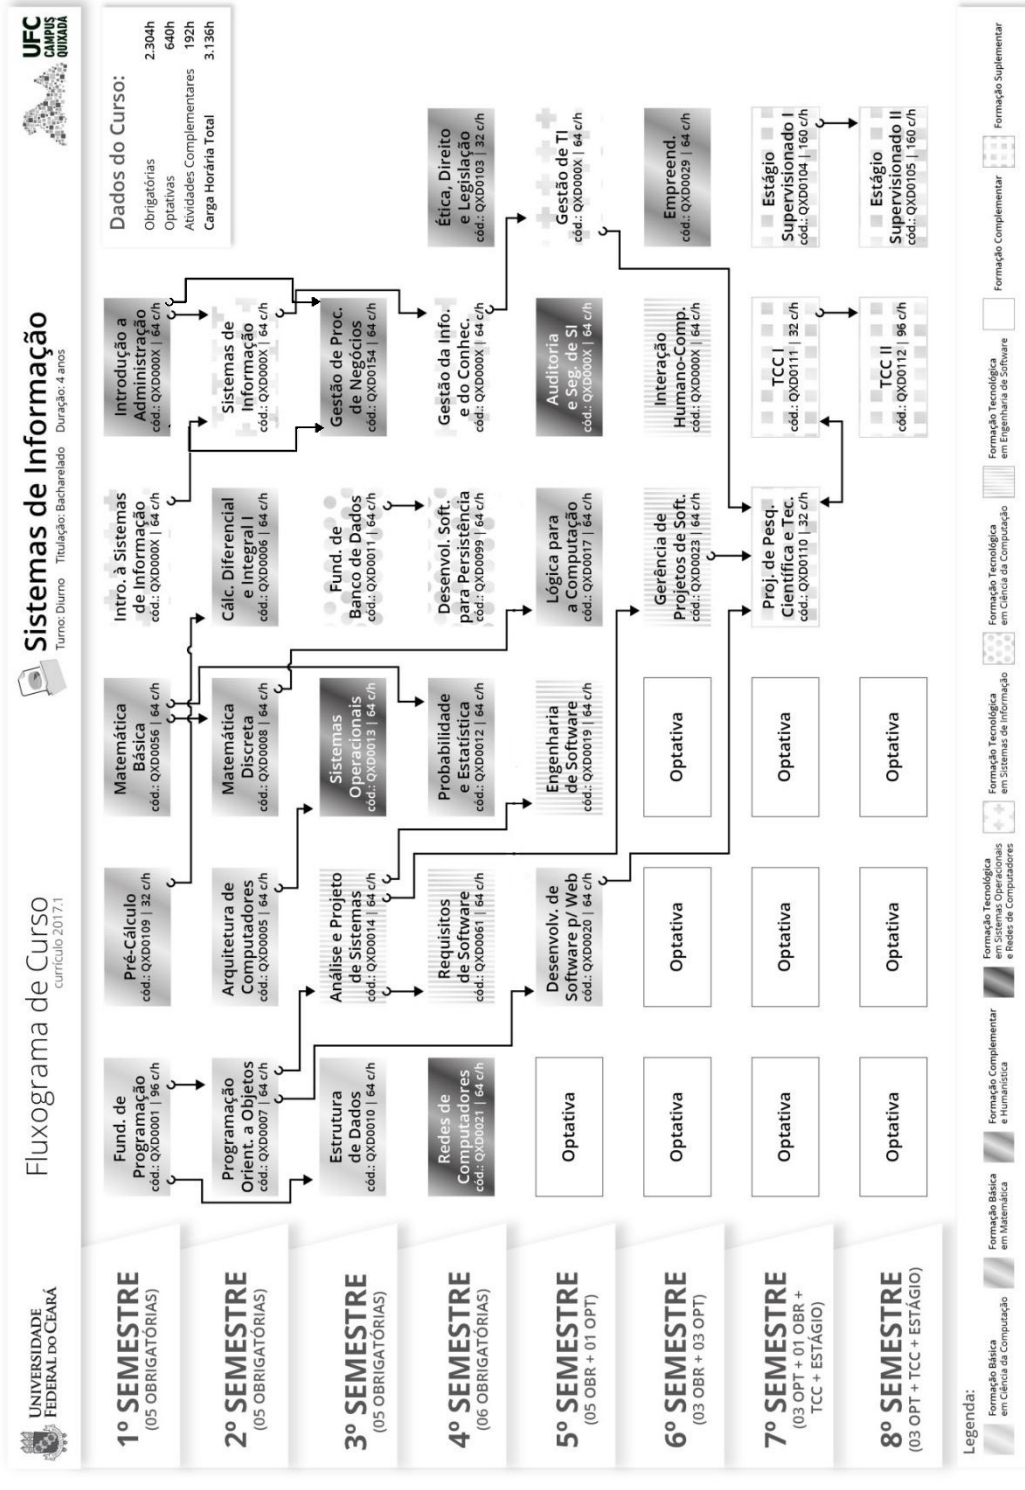 UNIVERSIDADE
FEDERAL DO CEARÁ
Fluxograma de Curso
currículo 2017.1
Sistemas de Informação
Turno: Diurno Titulação: Bacharelado Duração: 4 anos
UFC
CAMPUS
QUIXADÁ
Dados do Curso:
Obrigatórias 2.304h
Optativas 640h
Atividades Complementares 192h
Carga Horária Total 3.136h
1º SEMESTRE
(05 OBRIGATÓRIAS)
Fund. de
Programação
cód.: QXD0001 | 96 c/h
Pré-Cálculo
cód.: QXD0109 | 32 c/h
Matemática
Básica
cód.: QXD0056 | 64 c/h
Intro. à Sistemas
de Informação
cód.: QXD000X | 64 c/h
Introdução a
Administração
cód.: QXD000X | 64 c/h
2º SEMESTRE
(05 OBRIGATÓRIAS)
Programação
Orient. a Objetos
cód.: QXD0007 | 64 c/h
Arquitetura de
Computadores
cód.: QXD0005 | 64 c/h
Matemática
Discreta
cód.: QXD0008 | 64 c/h
Cálc. Diferencial
e Integral I
cód.: QXD0006 | 64 c/h
Sistemas de
Informação
cód.: QXD000X | 64 c/h
3º SEMESTRE
(05 OBRIGATÓRIAS)
Estrutura
de Dados
cód.: QXD0010 | 64 c/h
Análise e Projeto
de Sistemas
cód.: QXD0014 | 64 c/h
Sistemas
Operacionais
cód.: QXD0013 | 64 c/h
Fund. de
Banco de Dados
cód.: QXD0011 | 64 c/h
Gestão de Proc.
de Negócios
cód.: QXD0154 | 64 c/h
4º SEMESTRE
(06 OBRIGATÓRIAS)
Redes de
Computadores
cód.: QXD0021 | 64 c/h
Requisitos
de Software
cód.: QXD0061 | 64 c/h
Probabilidade
e Estatística
cód.: QXD0012 | 64 c/h
Desenvol. Soft.
para Persistência
cód.: QXD0099 | 64 c/h
Gestão da Info.
e do Conhec.
cód.: QXD000X | 64 c/h
Ética, Direito
e Legislação
cód.: QXD0103 | 32 c/h
5º SEMESTRE
(05 OBR + 01 OPT)
Optativa
Desenvolv. de
Software p/ Web
cód.: QXD0020 | 64 c/h
Engenharia
de Software
cód.: QXD0019 | 64 c/h
Lógica para
a Computação
cód.: QXD0017 | 64 c/h
Auditoria
e Seg. de SI
cód.: QXD000X | 64 c/h
Gestão de TI
cód.: QXD000X | 64 c/h
6º SEMESTRE
(03 OBR + 03 OPT)
Optativa
Optativa
Optativa
Gerência de
Projetos de Soft.
cód.: QXD0023 | 64 c/h
Interação
Humano-Comp.
cód.: QXD000X | 64 c/h
Empreend.
cód.: QXD0029 | 64 c/h
7º SEMESTRE
(03 OPT + 01 OBR +
TCC + ESTÁGIO)
Optativa
Optativa
Optativa
Proj. de Pesq.
Científica e Tec.
cód.: QXD0110 | 32 c/h
TCC I
cód.: QXD0111 | 32 c/h
Estágio
Supervisionado I
cód.: QXD0104 | 160 c/h
8º SEMESTRE
(03 OPT + TCC + ESTÁGIO)
Optativa
Optativa
Optativa
TCC II
cód.: QXD0112 | 96 c/h
Estágio
Supervisionado II
cód.: QXD0105 | 160 c/h
Legenda:
Formação Básica
em Ciência da Computação
Formação Básica
em Matemática
Formação Complementar
e Humanística
Formação Tecnológica
em Sistemas Operacionais
e Redes de Computadores
Formação Tecnológica
em Sistemas de Informação
Formação Tecnológica
em Ciência da Computação
Formação Tecnológica
em Engenharia de Software
Formação Complementar
Formação Suplementar